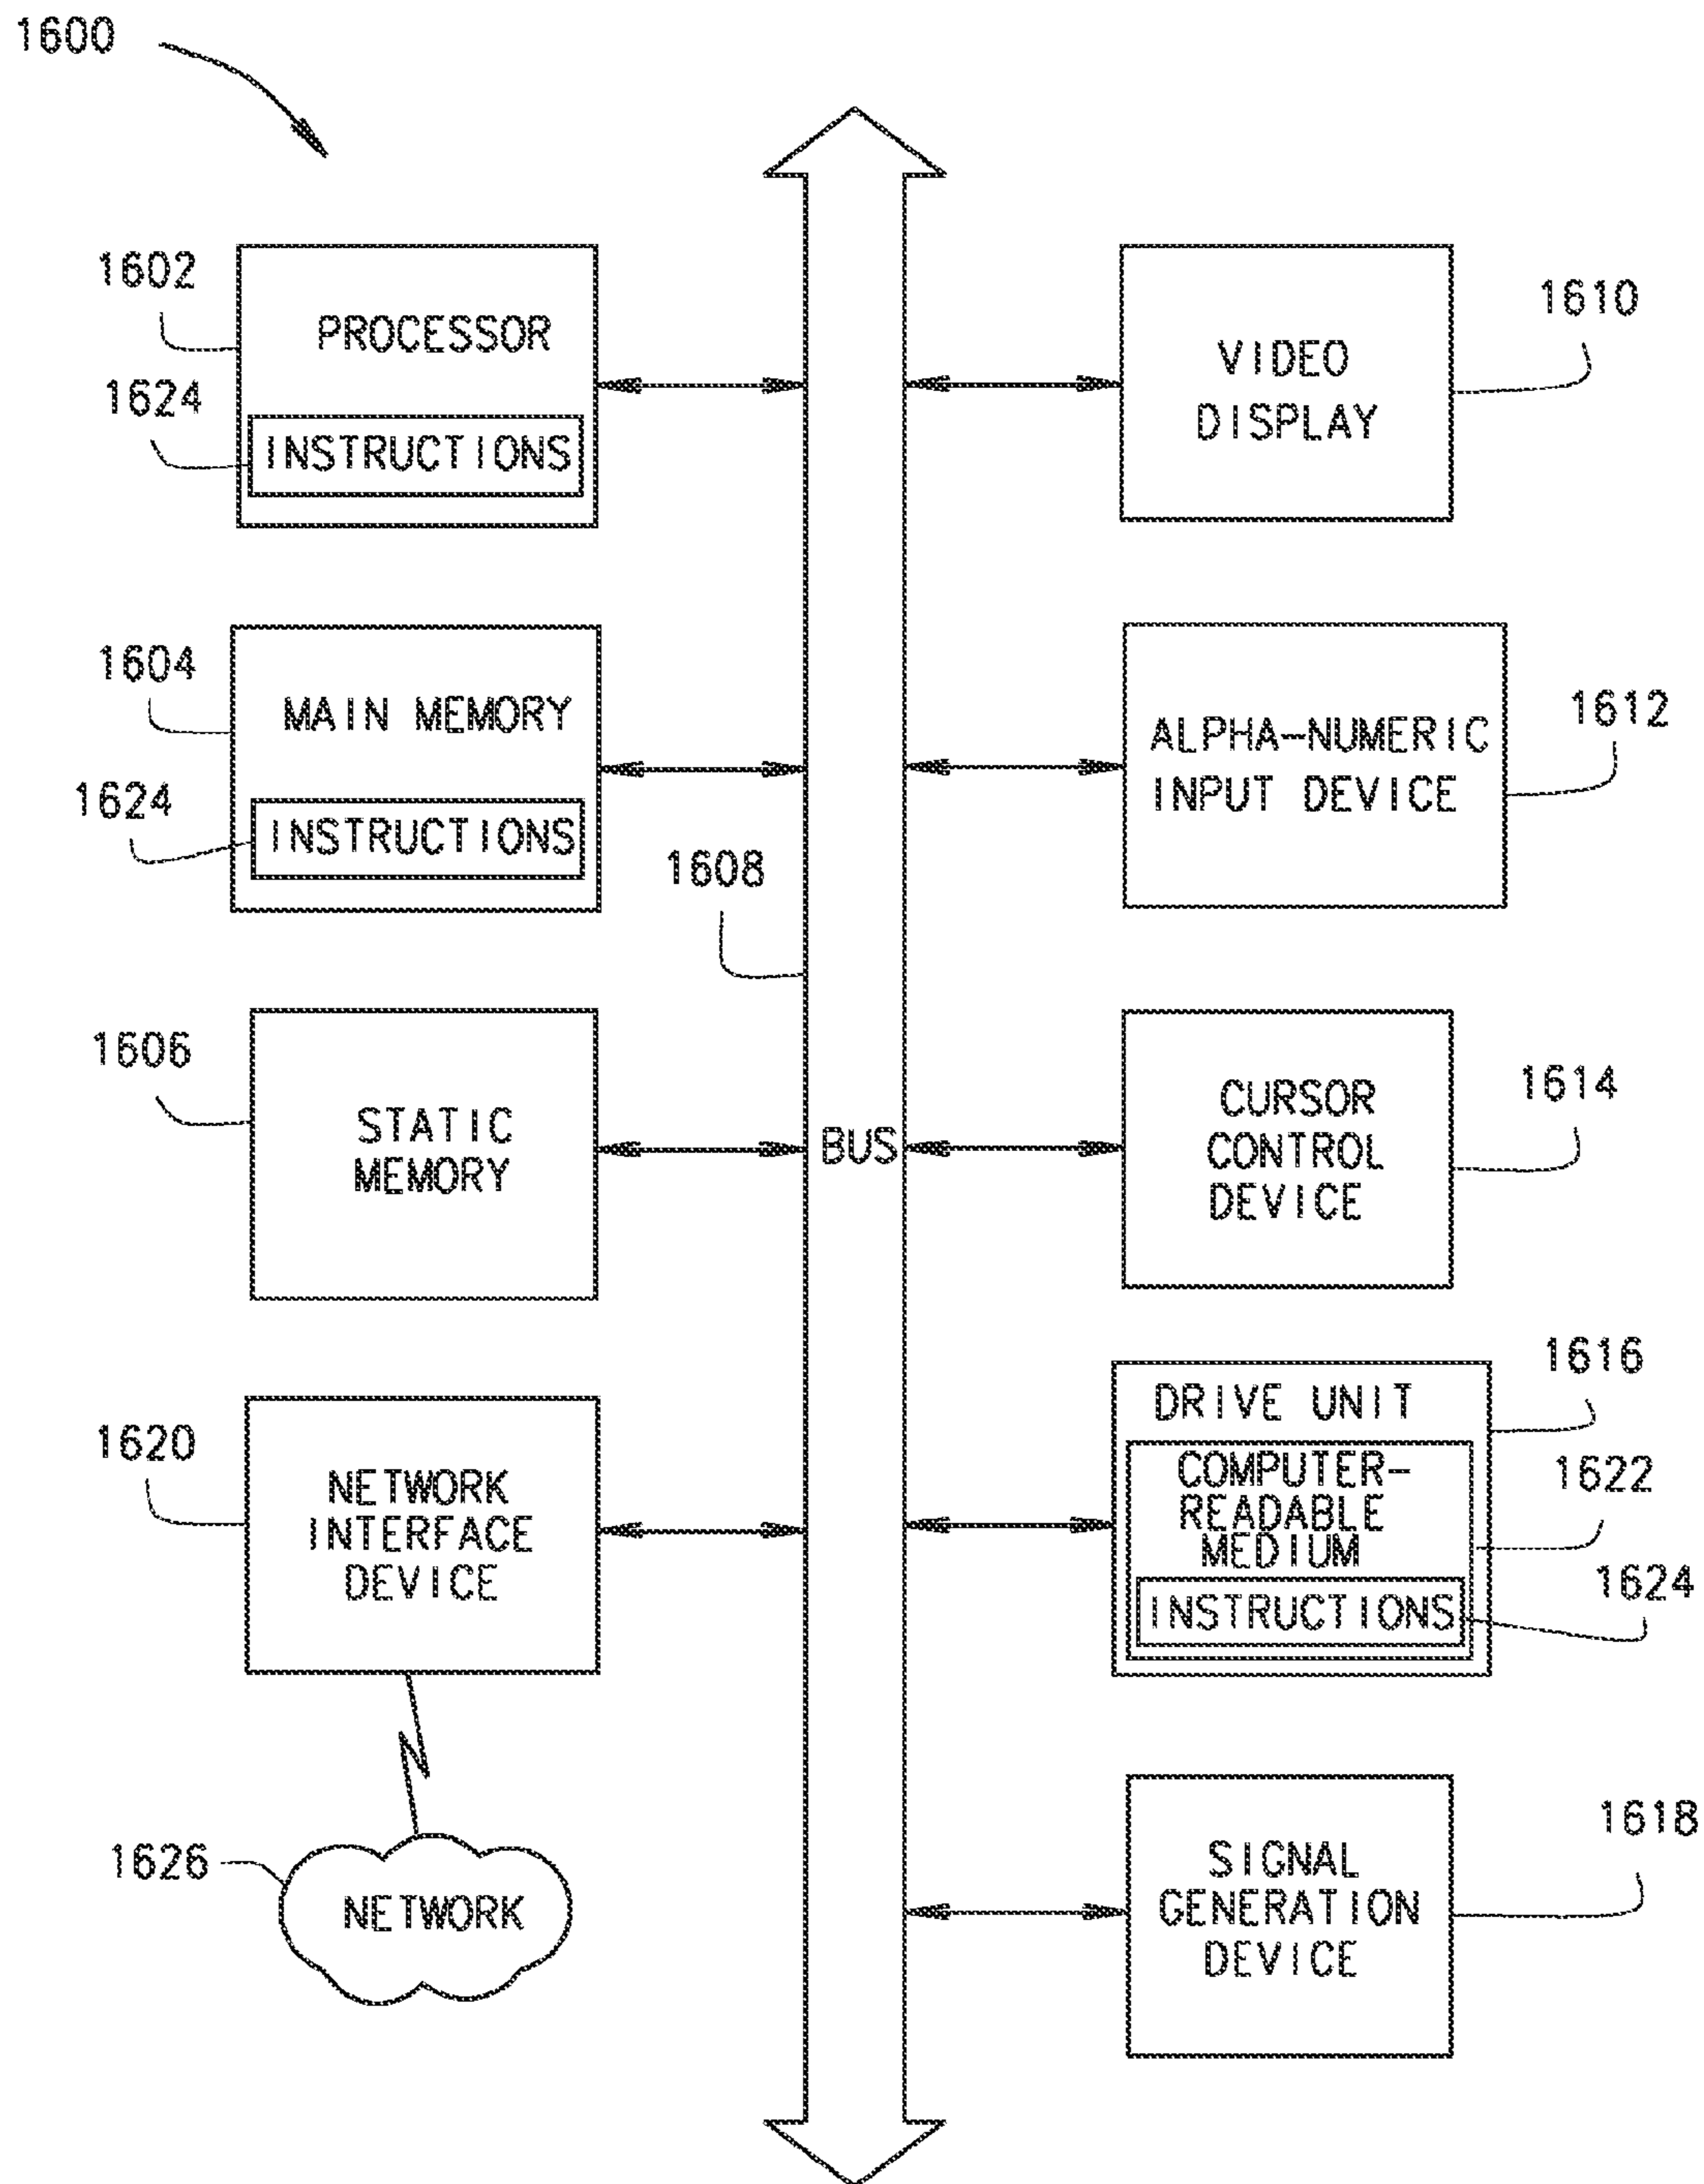 1600
1602
PROCESSOR
1624
INSTRUCTIONS
1604
MAIN MEMORY
1624
INSTRUCTIONS
1606
STATIC
MEMORY
1620
NETWORK
INTERFACE
DEVICE
1626
NETWORK
1608
BUS
VIDEO
DISPLAY
1610
ALPHA-NUMERIC
INPUT DEVICE
1612
CURSOR
CONTROL
DEVICE
1614
DRIVE UNIT
1616
COMPUTER-
READABLE
MEDIUM
1622
INSTRUCTIONS
1624
SIGNAL
GENERATION
DEVICE
1618